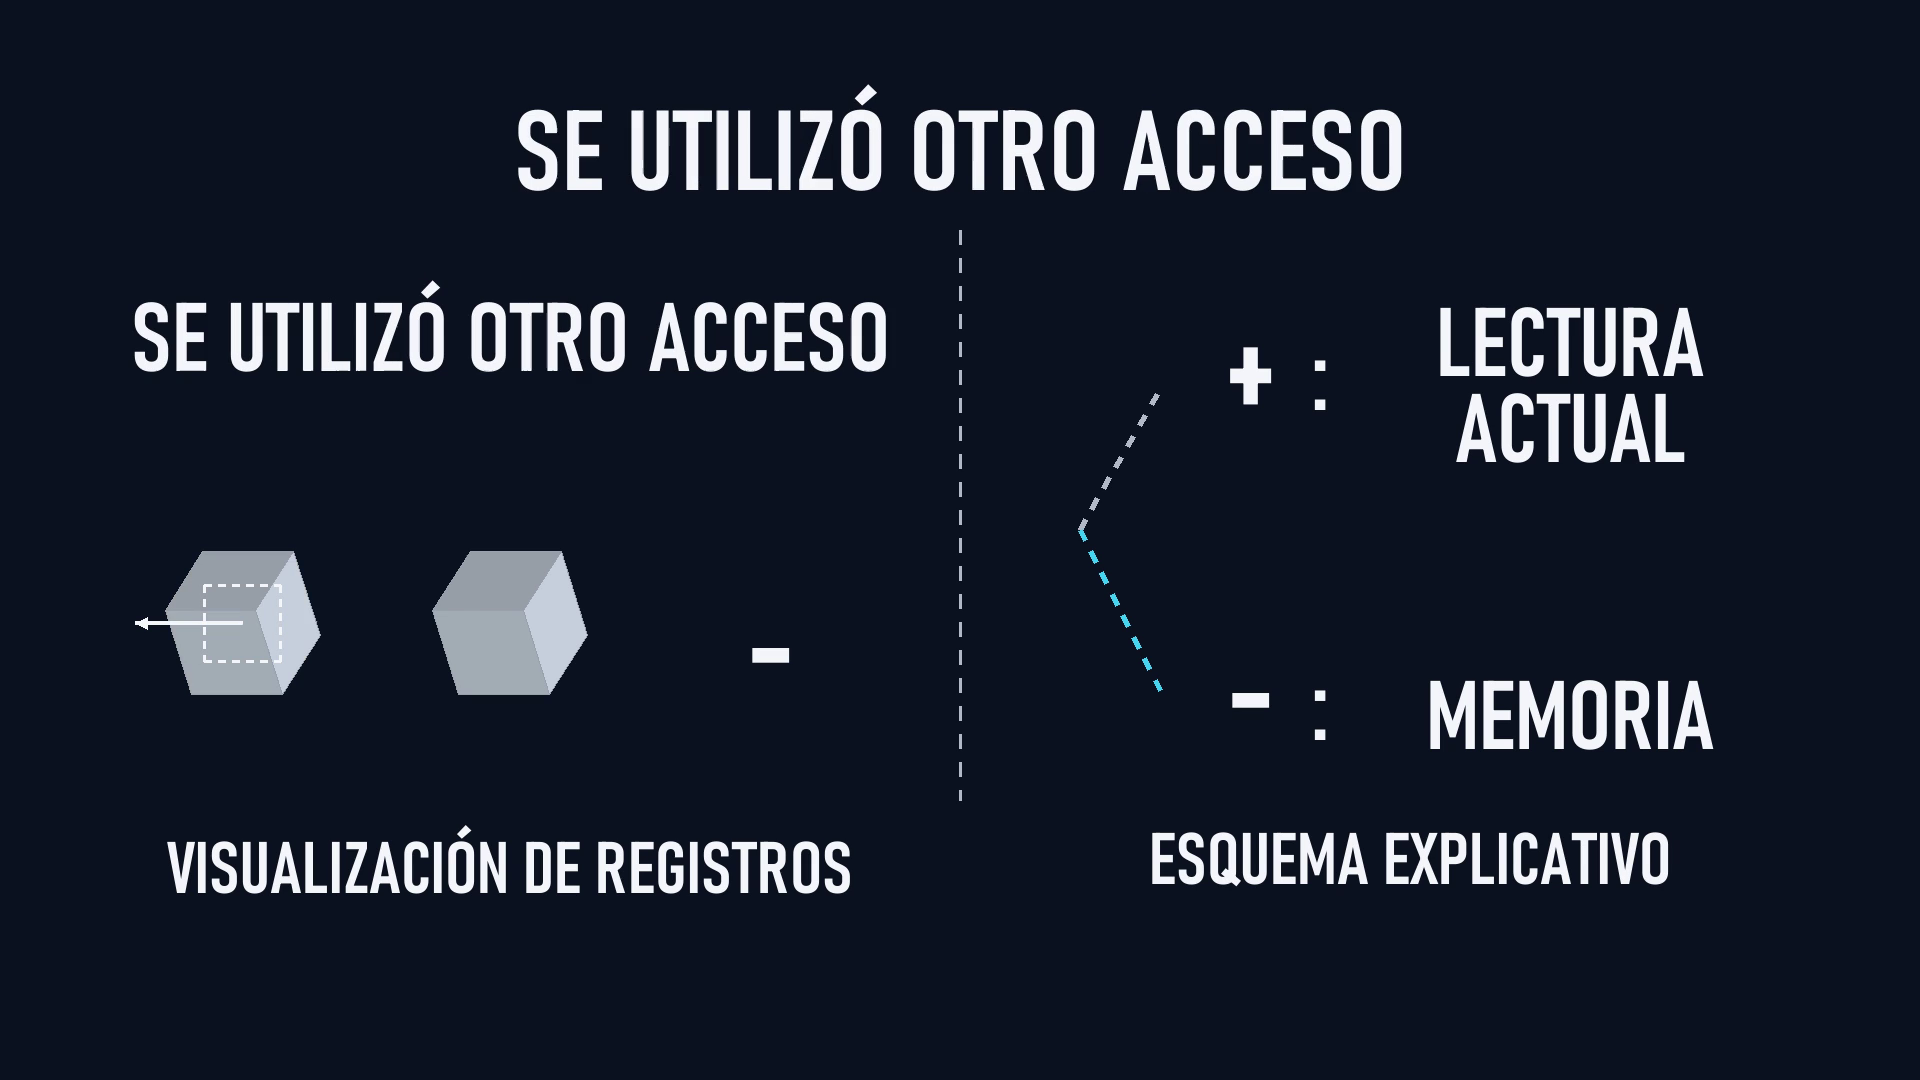 SE UTILIZÓ OTRO ACCESO
SE UTILIZÓ OTRO ACCESO
-
VISUALIZACIÓN DE REGISTROS
+ : LECTURA
ACTUAL
- : MEMORIA
ESQUEMA EXPLICATIVO